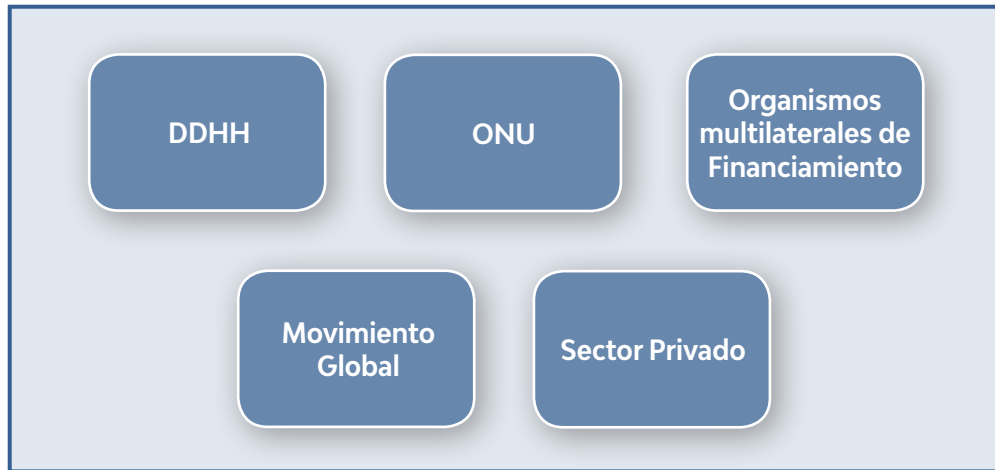 DDHH
ONU
Organismos
multilaterales de
Financiamiento
Movimiento
Global
Sector Privado